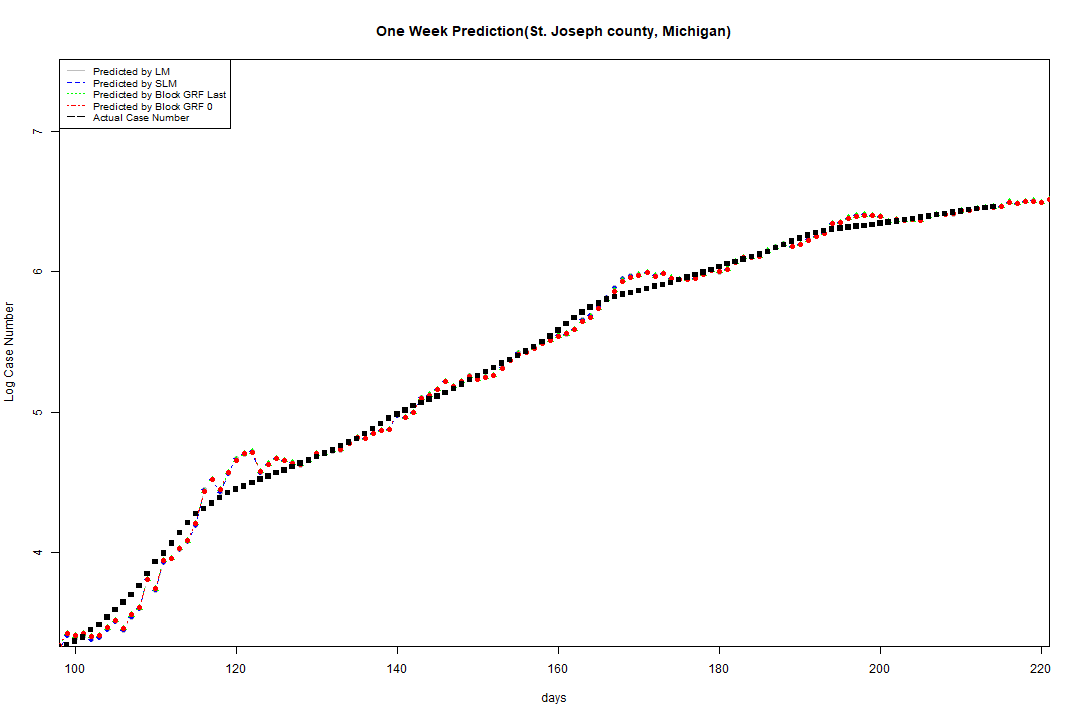 One Week Prediction(St. Joseph county, Michigan)
Predicted by LM
Predicted by SLM
Predicted by Block GRF Last
Predicted by Block GRF 0
Actual Case Number
7
6
5
4
Log Case Number
100 120 140 160 180 200 220
days